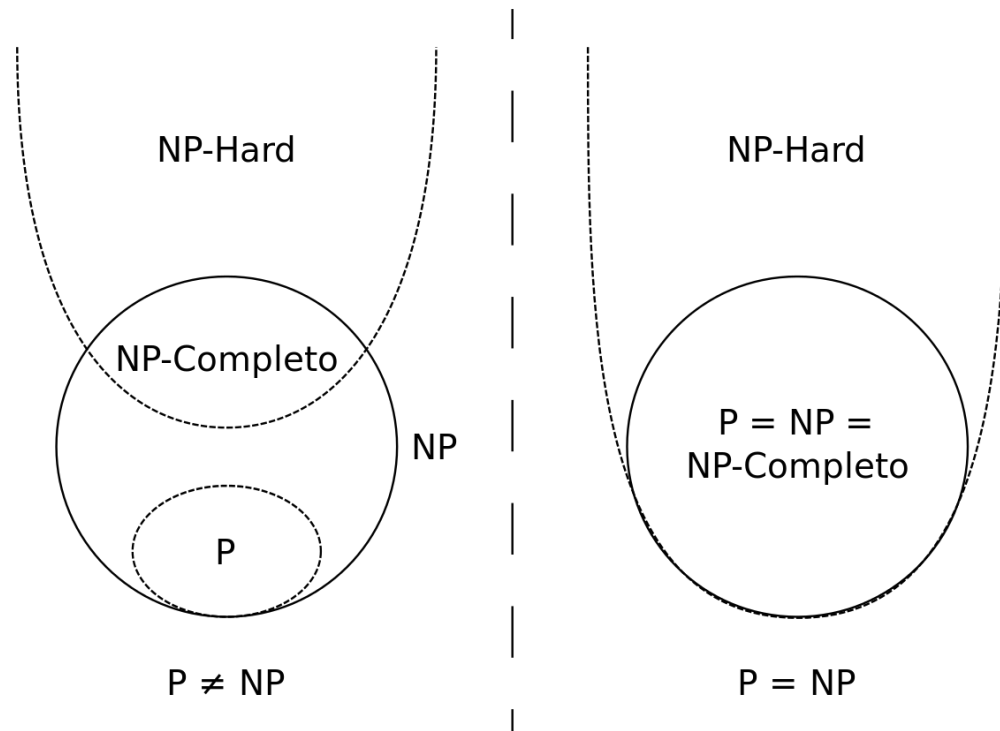 NP-Hard
NP-Completo
NP
P
P ≠ NP
NP-Hard
P = NP =
NP-Completo
P = NP